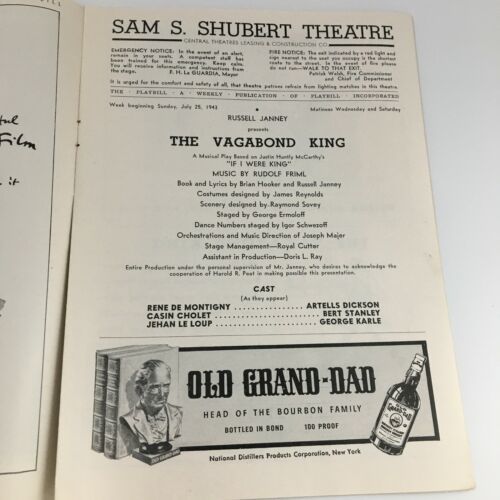 SAM S. SHUBERT THEATRE
CENTRAL THEATRES LEASING & CONSTRUCTION CO.
EMERGENCY NOTICE: In the event of an alert, remain in your seats. A competent staff has been trained for this emergency. Keep calm. You will receive information and instructions from the stage.
F. H. La GUARDIA, Mayor
FIRE NOTICE: The exit indicated by a red light and sign nearest to the seat you occupy is the shortest route to the street. In the event of fire please do not run—WALK TO THAT EXIT.
Patrick Walsh, Fire Commissioner and Chief of Department
It is urged for the comfort and safety of all, that theatre patrons refrain from lighting matches in this theatre.
THE · PLAYBILL · A · WEEKLY · PUBLICATION · OF · PLAYBILL · INCORPORATED
Week beginning Sunday, July 25, 1943
Matinees Wednesday and Saturday
RUSSELL JANNEY
presents
THE VAGABOND KING
A Musical Play Based on Justin Huntly McCarthy's
"IF I WERE KING"
MUSIC BY RUDOLF FRIML
Book and Lyrics by Brian Hooker and Russell Janney
Costumes designed by James Reynolds
Scenery designed by Raymond Sovey
Staged by George Ermoloff
Dance Numbers staged by Igor Schwezoff
Orchestrations and Music Direction of Joseph Majer
Stage Management—Royal Cutter
Assistant in Production—Doris L. Ray
Entire Production under the personal supervision of Mr. Janney, who desires to acknowledge the
cooperation of Harold R. Peat in making possible this presentation.
CAST
(As they appear)
RENE DE MONTIGNY ARTELLS DICKSON
CASIN CHOLET BERT STANLEY
JEHAN LE LOUP GEORGE KARLE
OLD GRAND-DAD
HEAD OF THE BOURBON FAMILY
BOTTLED IN BOND 100 PROOF
National Distillers Products Corporation, New York
OLD GRAND-DAD
Film
it